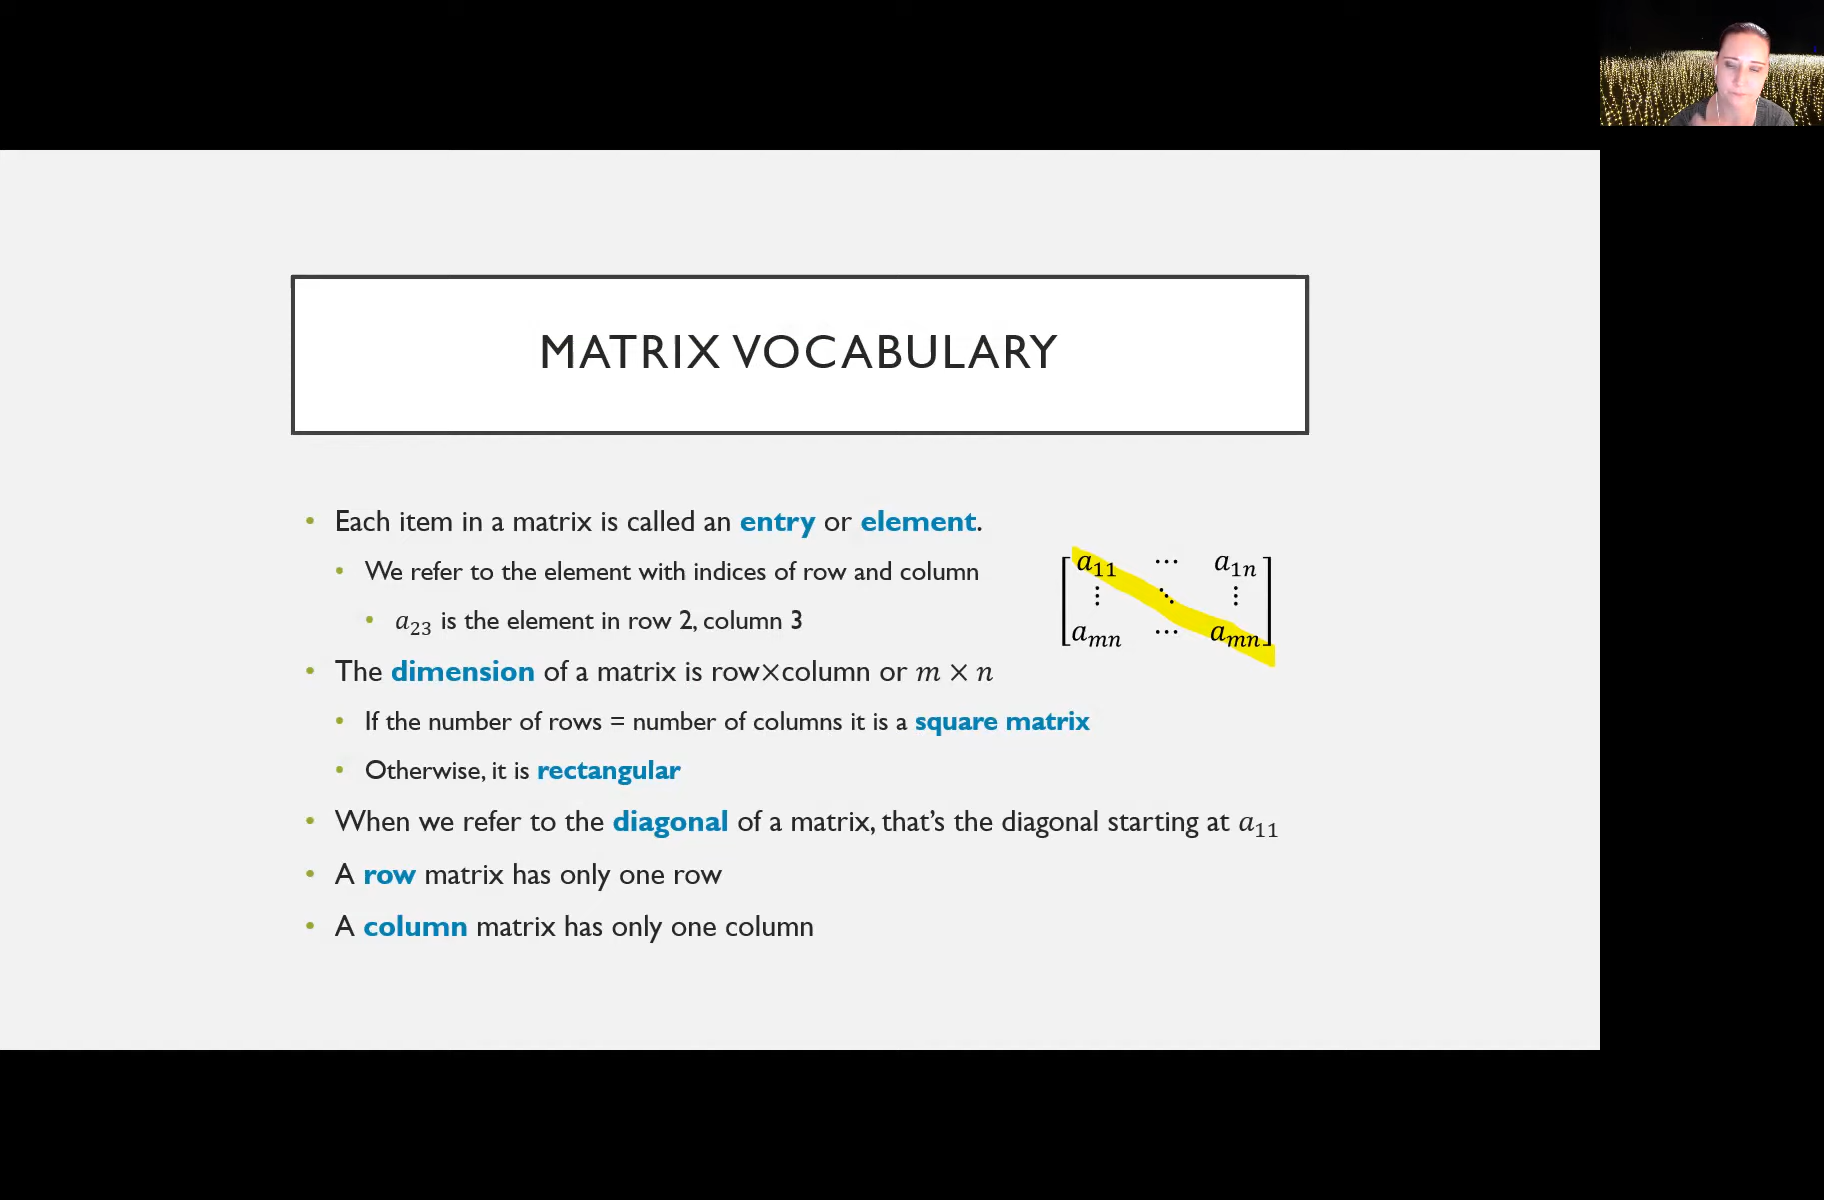 MATRIX VOCABULARY
• Each item in a matrix is called an entry or element.
• We refer to the element with indices of row and column
• a₂₃ is the element in row 2, column 3
• The dimension of a matrix is row×column or m × n
• If the number of rows = number of columns it is a square matrix
• Otherwise, it is rectangular
• When we refer to the diagonal of a matrix, that's the diagonal starting at a₁₁
• A row matrix has only one row
• A column matrix has only one column
a₁₁ ⋯ a₁ₙ
⋮ ⋱ ⋮
aₘₙ ⋯ aₘₙ